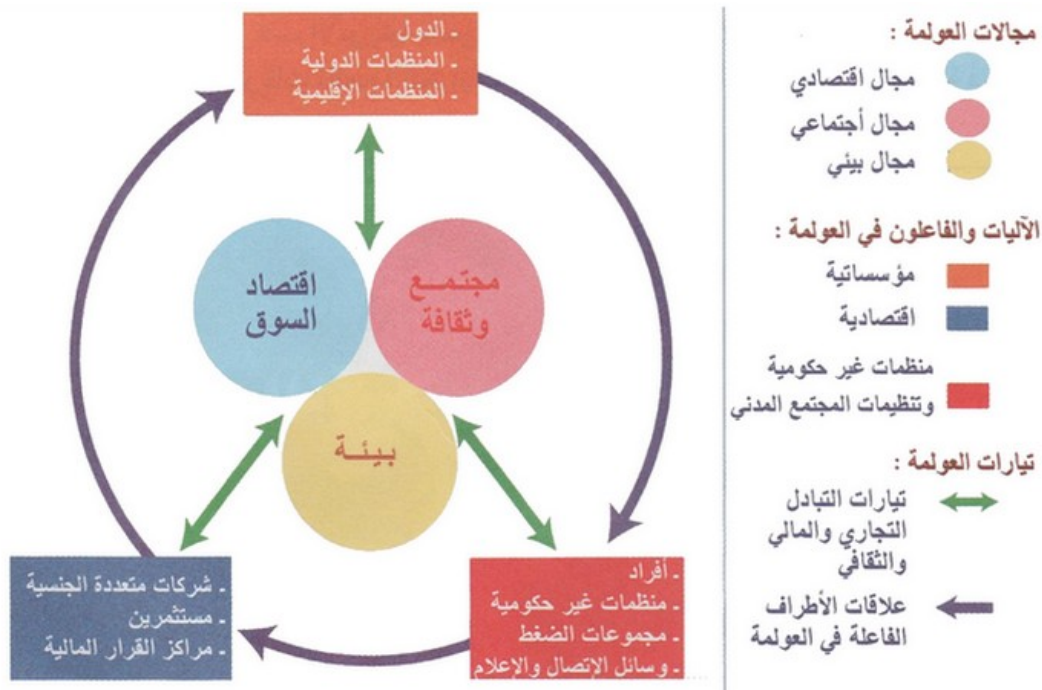 - الدول
- المنظمات الدولية
- المنظمات الإقليمية
مجتمــع
وثقافة
اقتصاد
السوق
بيئــة
- أفراد
- منظمات غير حكومية
- مجموعات الضغط
- وسائل الإتصال والإعلام
- شركات متعددة الجنسية
- مستثمرين
- مراكز القرار المالية
مجالات العولمة :
مجال اقتصادي
مجال أجتماعي
مجال بيئي
الآليات والفاعلون في العولمة :
مؤسساتية
اقتصادية
منظمات غير حكومية
وتنظيمات المجتمع المدني
تيارات العولمة :
تيارات التبادل
التجاري والمالي
والثقافي
علاقات الأطراف
الفاعلة في العولمة